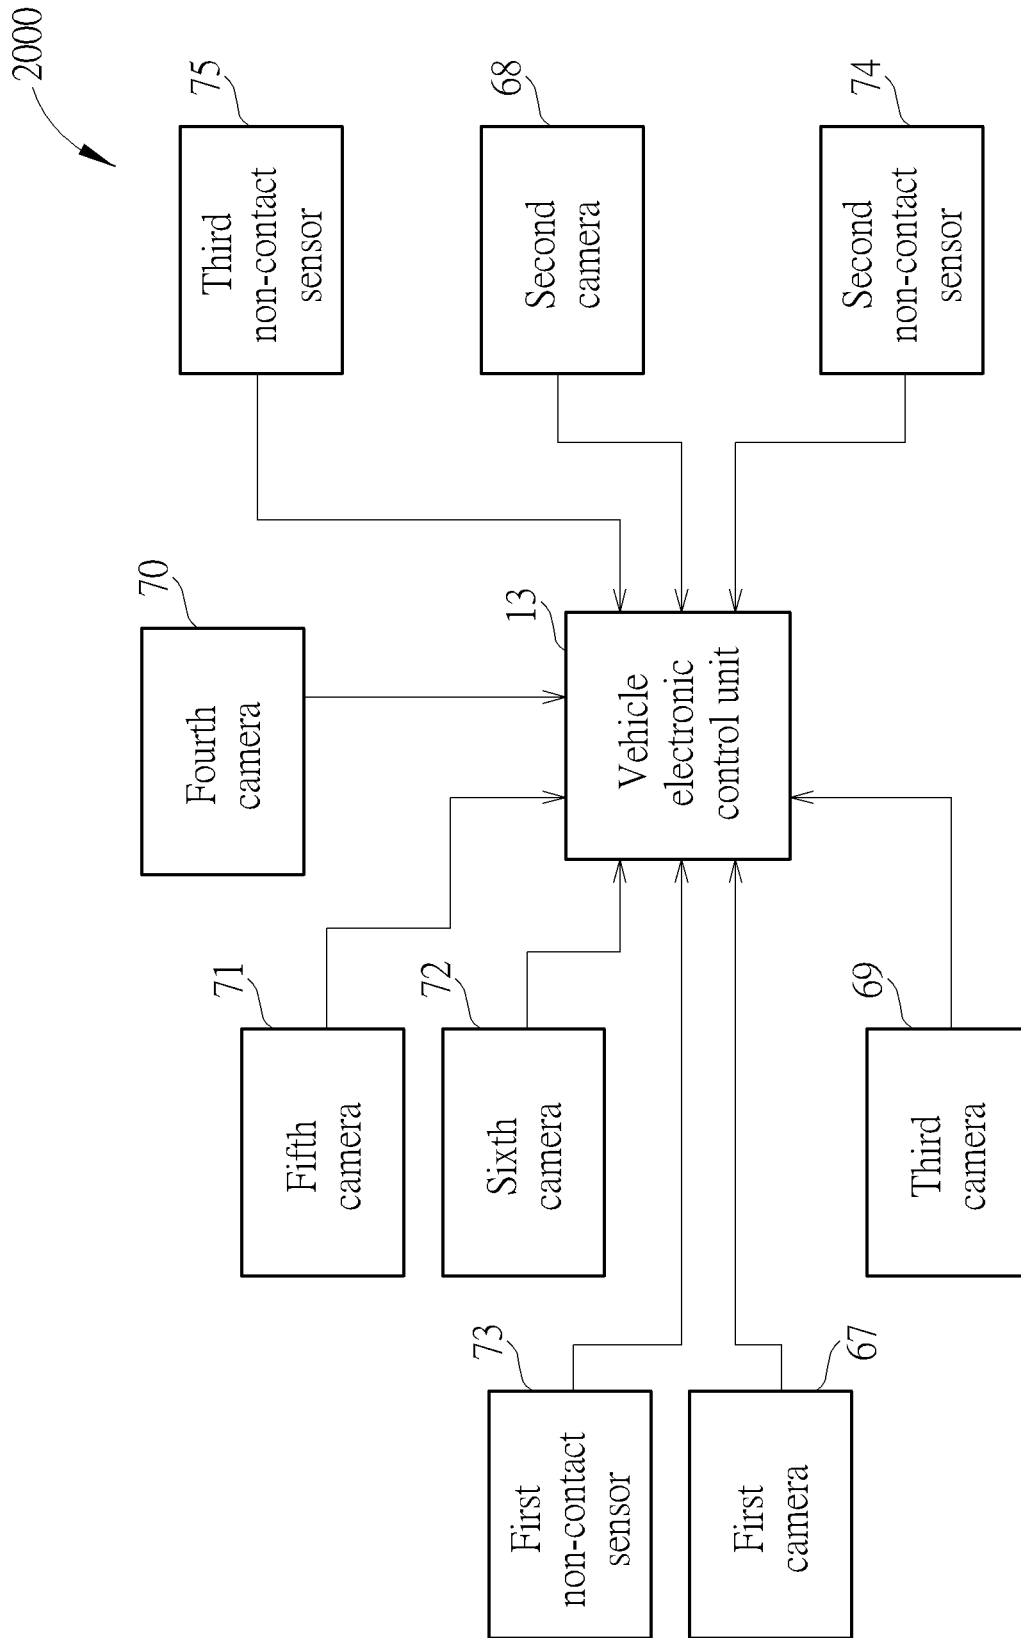 2000
Third
non-contact
sensor
75
Second
camera
68
Second
non-contact
sensor
74
Fourth
camera
70
Vehicle
electronic
control unit
13
Fifth
camera
71
Sixth
camera
72
Third
camera
69
First
non-contact
sensor
73
First
camera
67